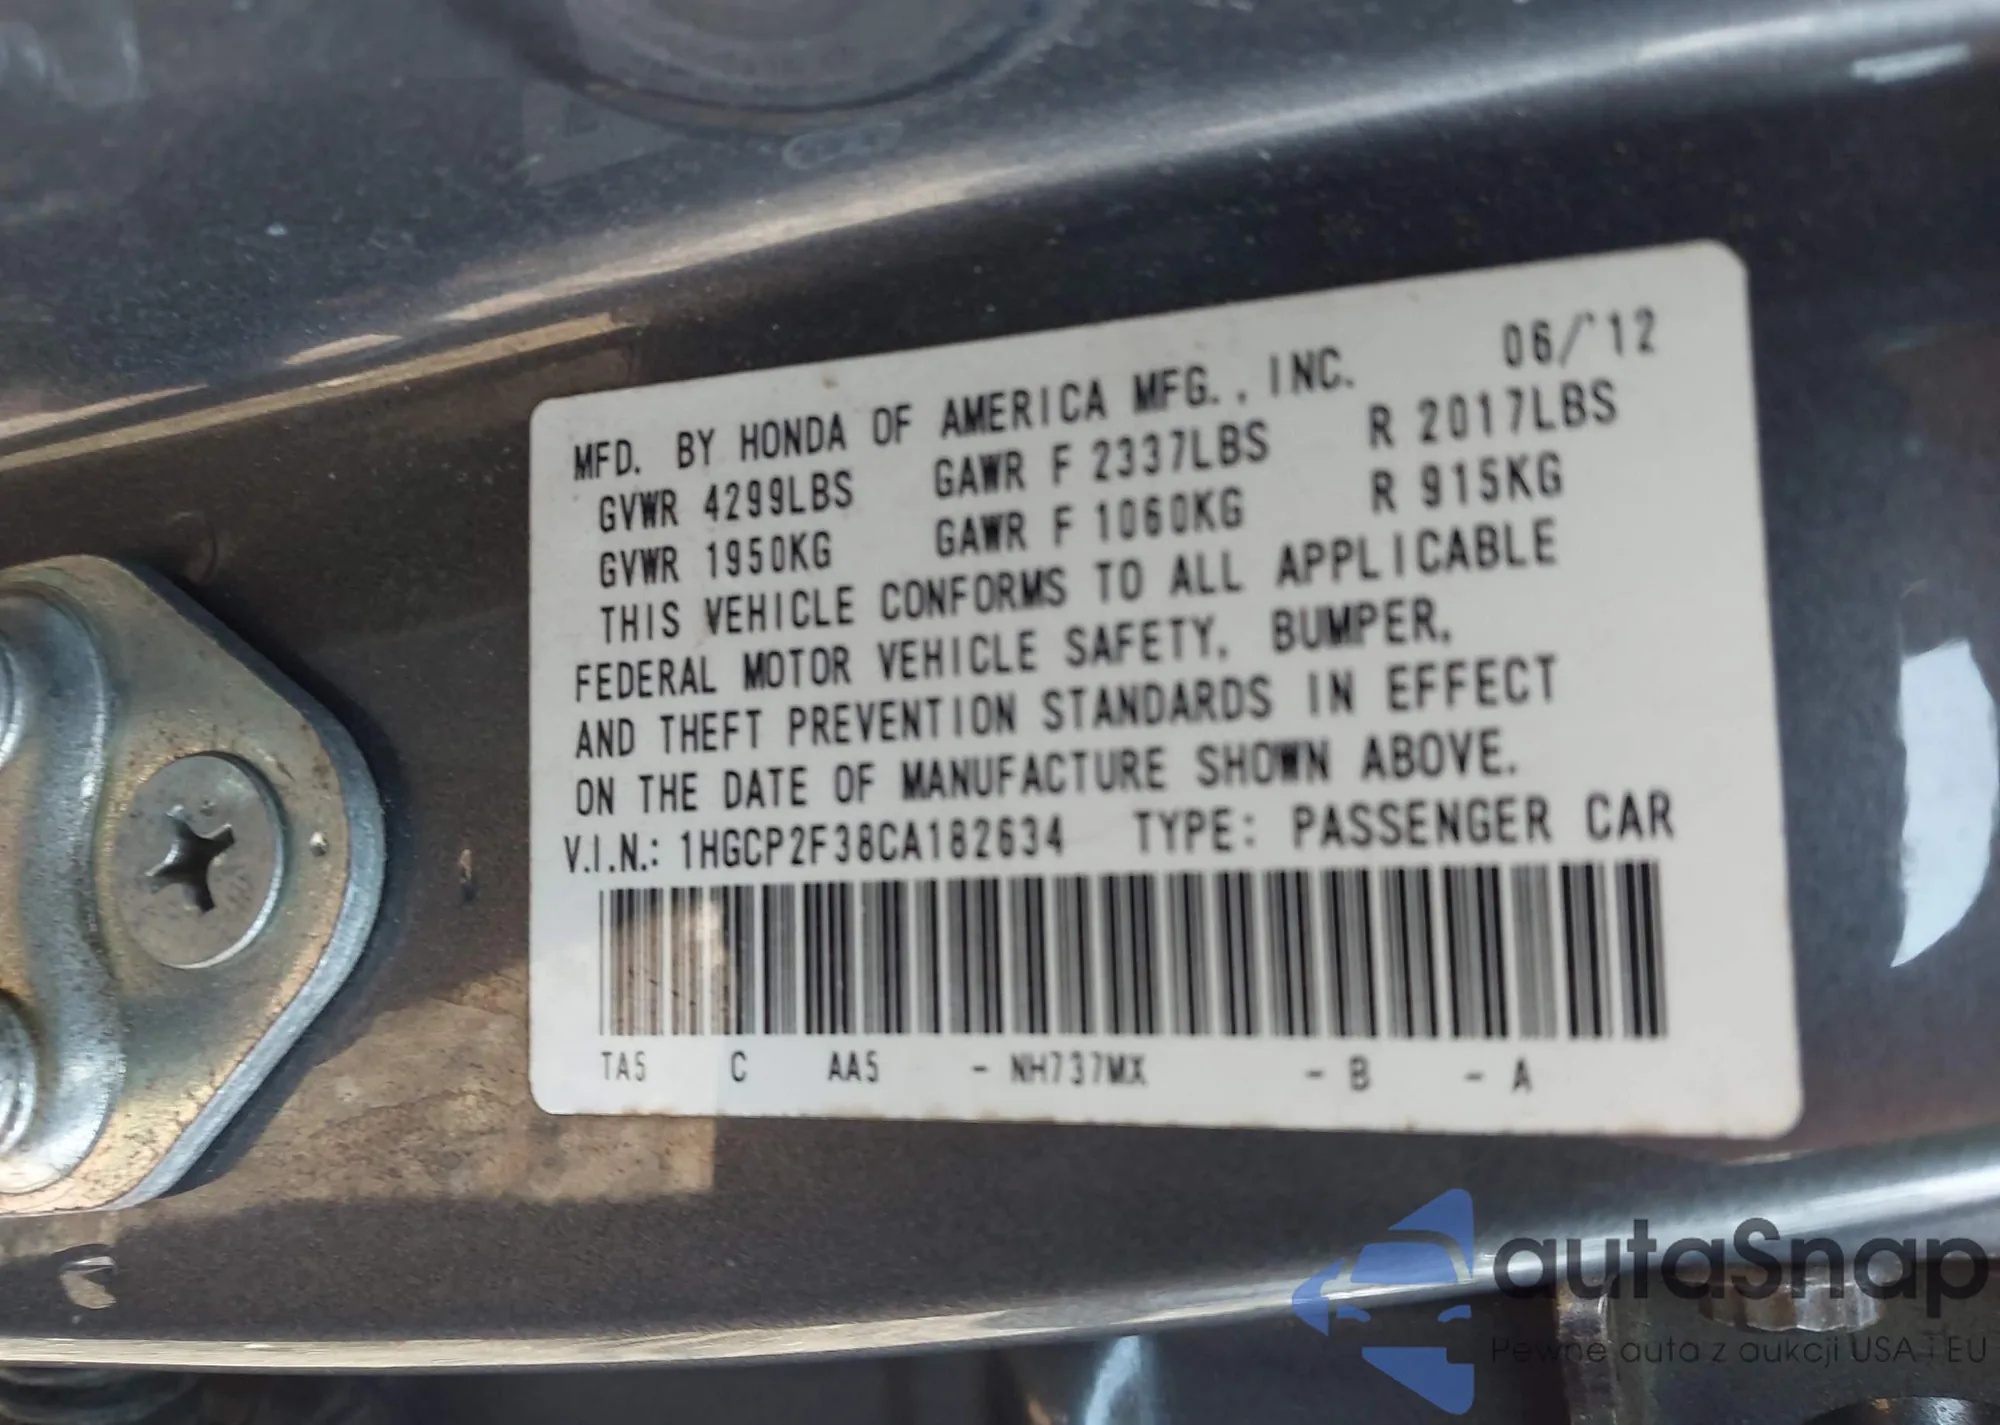 MFD. BY HONDA OF AMERICA MFG., INC. 06/'12
GVWR 4299LBS GAWR F 2337LBS R 2017LBS
GVWR 1950KG GAWR F 1060KG R 915KG
THIS VEHICLE CONFORMS TO ALL APPLICABLE
FEDERAL MOTOR VEHICLE SAFETY, BUMPER,
AND THEFT PREVENTION STANDARDS IN EFFECT
ON THE DATE OF MANUFACTURE SHOWN ABOVE.
V.I.N.: 1HGCP2F38CA182634 TYPE: PASSENGER CAR
TA5 C AA5 - NH737MX - B - A
autaSnap
Pewne auta z aukcji USA i EU